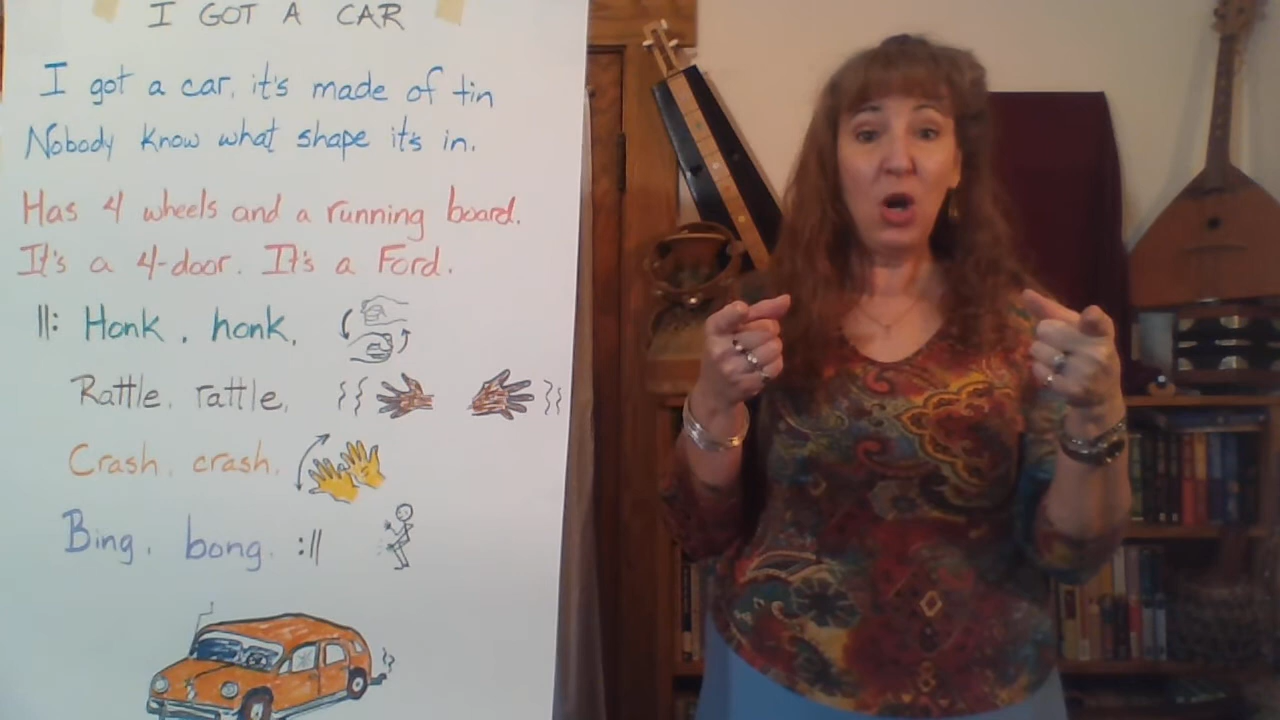 I GOT A CAR
I got a car, it's made of tin
Nobody know what shape it's in.
Has 4 wheels and a running board.
It's a 4-door. It's a Ford.
||: Honk, honk,
Rattle, rattle,
Crash, crash,
Bing, bong. :||